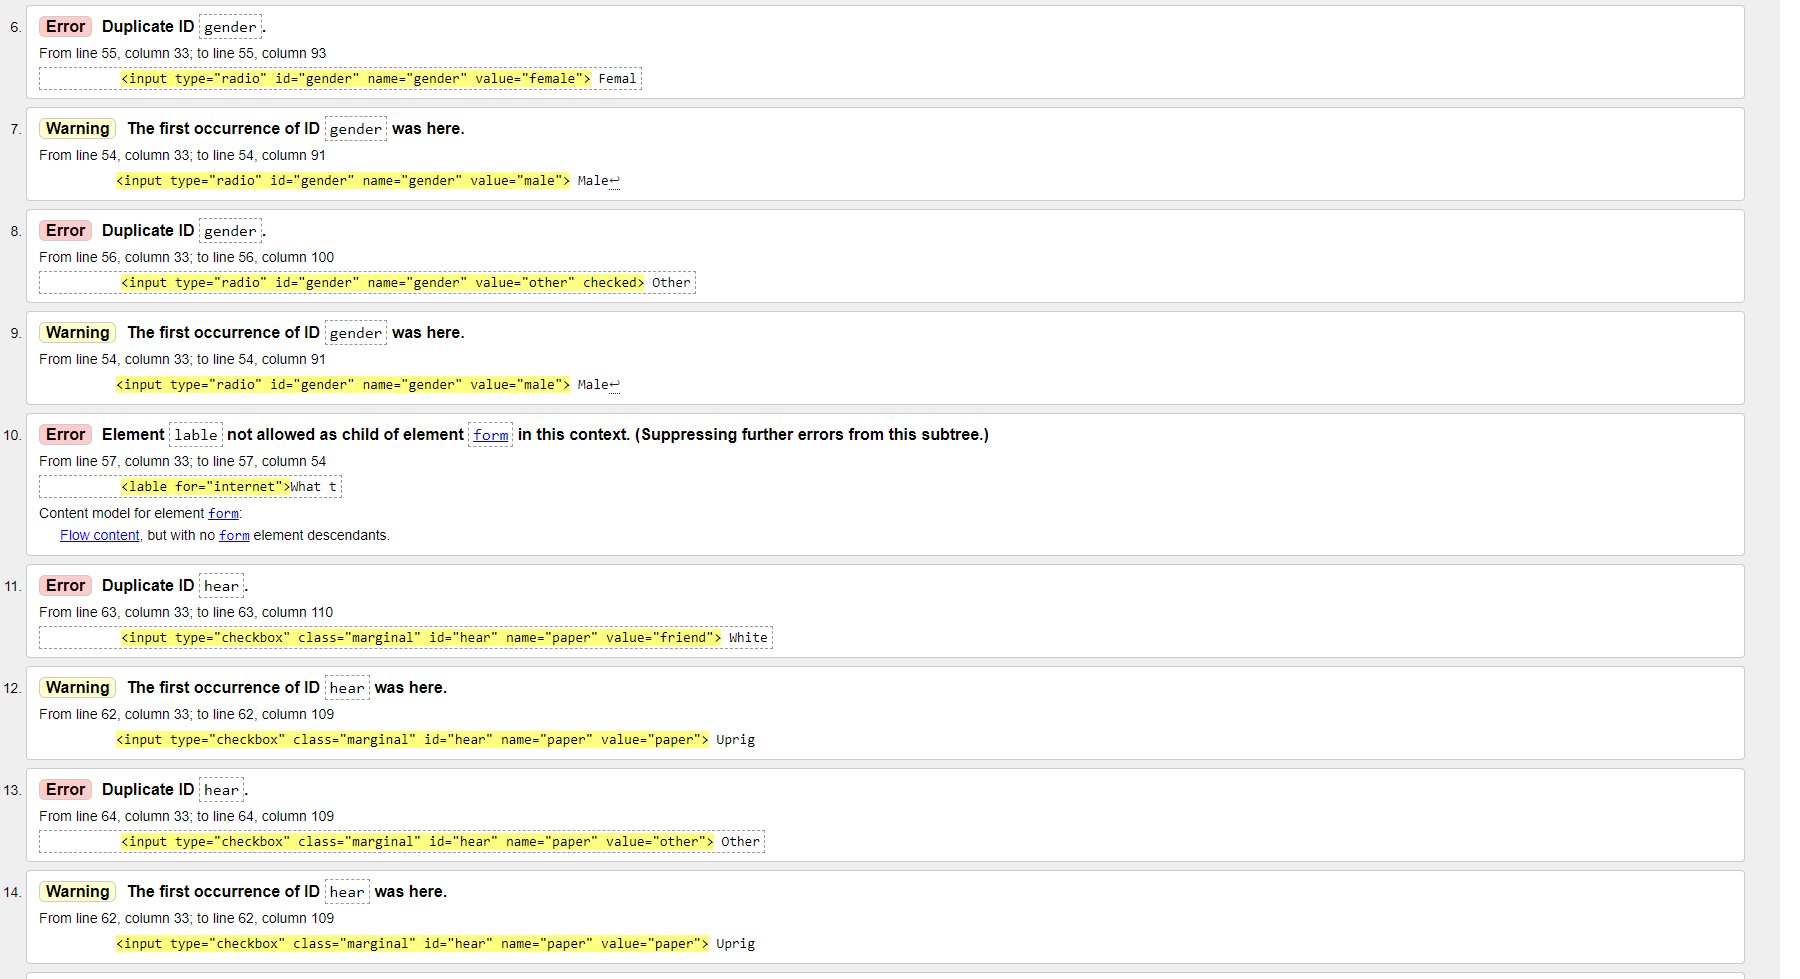 6. Error Duplicate ID gender.
From line 55, column 33; to line 55, column 93
<input type="radio" id="gender" name="gender" value="female"> Femal
7. Warning The first occurrence of ID gender was here.
From line 54, column 33; to line 54, column 91
<input type="radio" id="gender" name="gender" value="male"> Male↩
8. Error Duplicate ID gender.
From line 56, column 33; to line 56, column 100
<input type="radio" id="gender" name="gender" value="other" checked> Other
9. Warning The first occurrence of ID gender was here.
From line 54, column 33; to line 54, column 91
<input type="radio" id="gender" name="gender" value="male"> Male↩
10. Error Element lable not allowed as child of element form in this context. (Suppressing further errors from this subtree.)
From line 57, column 33; to line 57, column 54
<lable for="internet">What t
Content model for element form:
Flow content, but with no form element descendants.
11. Error Duplicate ID hear.
From line 63, column 33; to line 63, column 110
<input type="checkbox" class="marginal" id="hear" name="paper" value="friend"> White
12. Warning The first occurrence of ID hear was here.
From line 62, column 33; to line 62, column 109
<input type="checkbox" class="marginal" id="hear" name="paper" value="paper"> Uprig
13. Error Duplicate ID hear.
From line 64, column 33; to line 64, column 109
<input type="checkbox" class="marginal" id="hear" name="paper" value="other"> Other
14. Warning The first occurrence of ID hear was here.
From line 62, column 33; to line 62, column 109
<input type="checkbox" class="marginal" id="hear" name="paper" value="paper"> Uprig